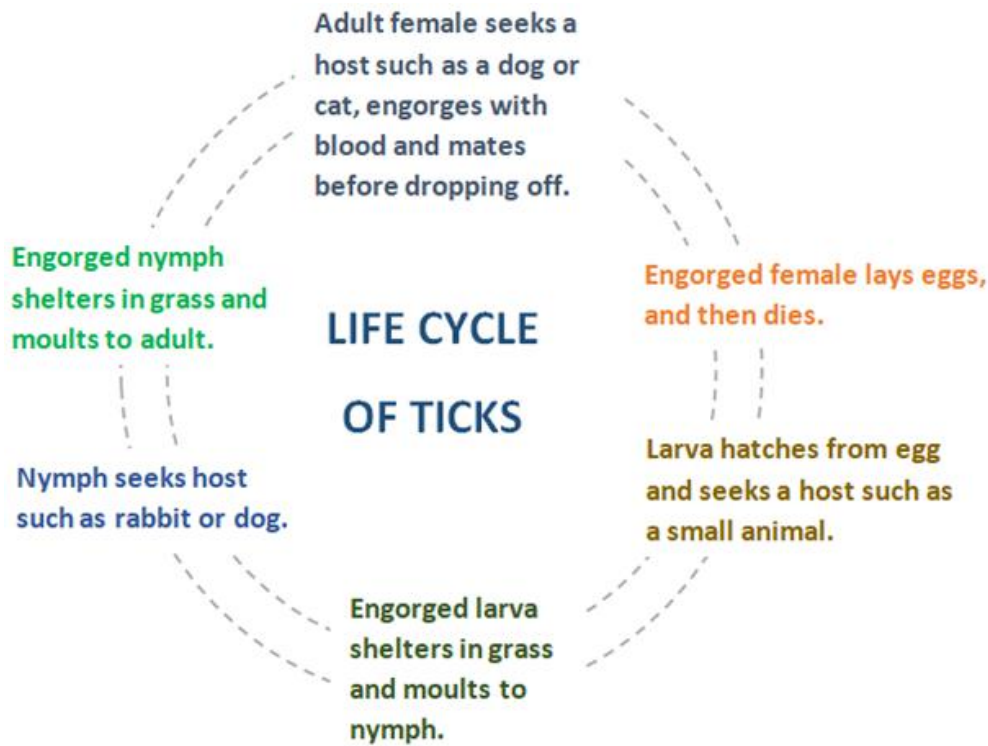 Adult female seeks a
host such as a dog or
cat, engorges with
blood and mates
before dropping off.
Engorged nymph
shelters in grass and
moults to adult.
LIFE CYCLE
OF TICKS
Engorged female lays eggs,
and then dies.
Nymph seeks host
such as rabbit or dog.
Larva hatches from egg
and seeks a host such as
a small animal.
Engorged larva
shelters in grass
and moults to
nymph.